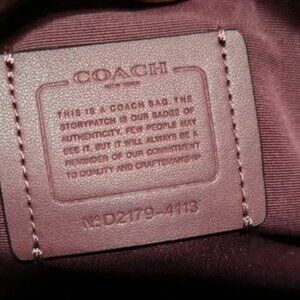 COACH
NEW YORK
THIS IS A COACH BAG. THE
STORYPATCH IS OUR BADGE OF
AUTHENTICITY. FEW PEOPLE MAY
SEE IT. BUT IT WILL ALWAYS BE A
REMINDER OF OUR COMMITMENT
TO QUALITY AND CRAFTSMANSHIP
Nº D2179-4113